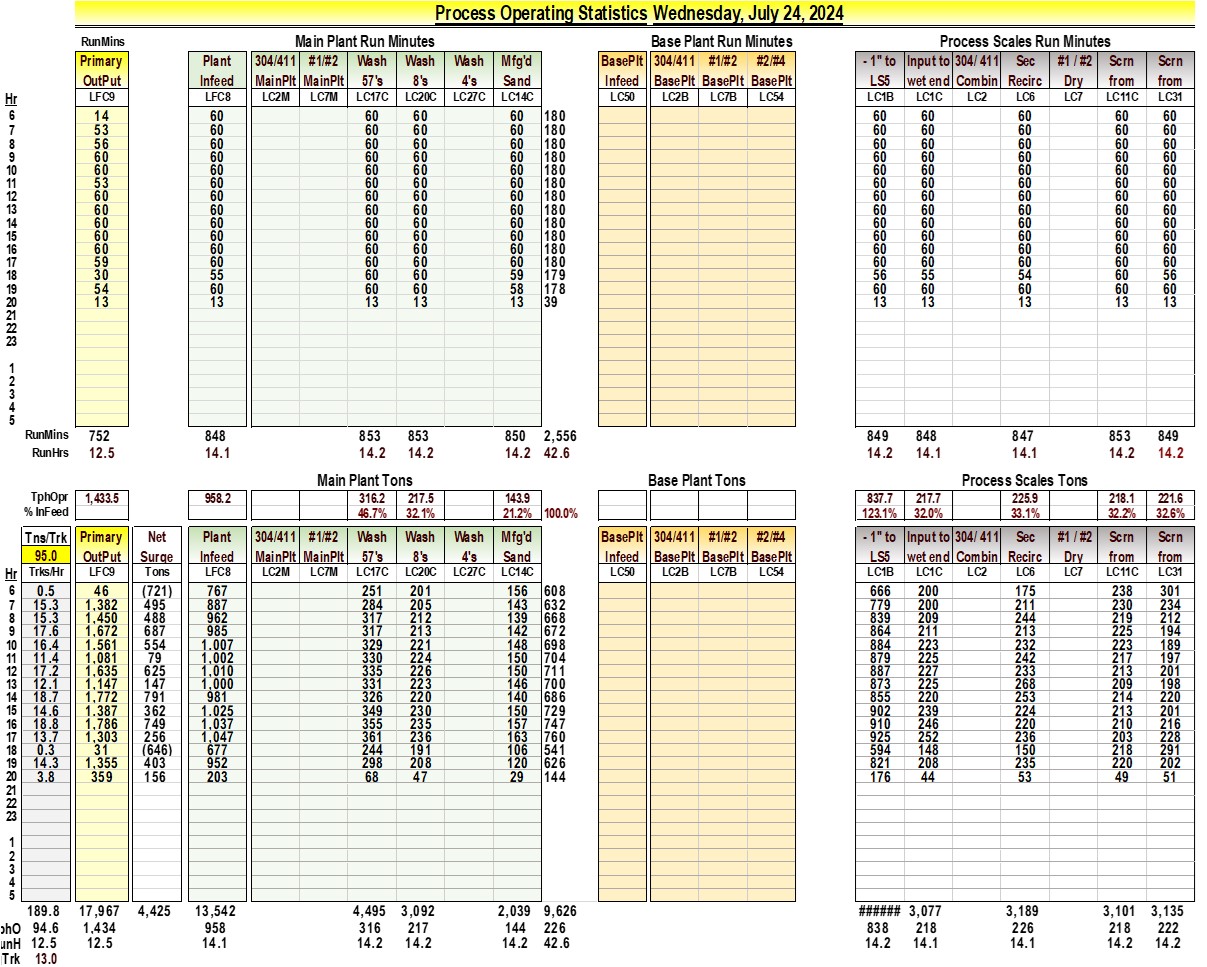 Process Operating Statistics Wednesday, July 24, 2024
RunMins Main Plant Run Minutes Base Plant Run Minutes Process Scales Run Minutes
Primary Plant 304/411 #1/#2 Wash Wash Wash Mfg'd BasePlt 304/411 #1/#2 #2/#4 - 1" to Input to 304/ 411 Sec #1 / #2 Scrn Scrn
OutPut Infeed MainPlt MainPlt 57's 8's 4's Sand Infeed BasePlt BasePlt BasePlt LS5 wet end Combin Recirc Dry from from
Hr LFC9 LFC8 LC2M LC7M LC17C LC20C LC27C LC14C LC50 LC2B LC7B LC54 LC1B LC1C LC2 LC6 LC7 LC11C LC31
6 14 60 60 60 60 180 60 60 60 60 60
7 53 60 60 60 60 180 60 60 60 60 60
8 56 60 60 60 60 180 60 60 60 60 60
9 60 60 60 60 60 180 60 60 60 60 60
10 60 60 60 60 60 180 60 60 60 60 60
11 53 60 60 60 60 180 60 60 60 60 60
12 60 60 60 60 60 180 60 60 60 60 60
13 60 60 60 60 60 180 60 60 60 60 60
14 60 60 60 60 60 180 60 60 60 60 60
15 60 60 60 60 60 180 60 60 60 60 60
16 60 60 60 60 60 180 60 60 60 60 60
17 59 60 60 60 60 180 60 60 60 60 60
18 30 55 60 60 59 179 56 55 54 60 56
19 54 60 60 60 58 178 60 60 60 60 60
20 13 13 13 13 13 39 13 13 13 13 13
21
22
23
1
2
3
4
5
RunMins 752 848 853 853 850 2,556 849 848 847 853 849
RunHrs 12.5 14.1 14.2 14.2 14.2 42.6 14.2 14.1 14.1 14.2 14.2
Main Plant Tons Base Plant Tons Process Scales Tons
TphOpr 1,433.5 958.2 316.2 217.5 143.9 837.7 217.7 225.9 218.1 221.6
% InFeed 46.7% 32.1% 21.2% 100.0% 123.1% 32.0% 33.1% 32.2% 32.6%
Tns/Trk Primary Net Plant 304/411 #1/#2 Wash Wash Wash Mfg'd BasePlt 304/411 #1/#2 #2/#4 - 1" to Input to 304/ 411 Sec #1 / #2 Scrn Scrn
95.0 OutPut Surge Infeed MainPlt MainPlt 57's 8's 4's Sand Infeed BasePlt BasePlt BasePlt LS5 wet end Combin Recirc Dry from from
Hr Trks/Hr LFC9 Tons LFC8 LC2M LC7M LC17C LC20C LC27C LC14C LC50 LC2B LC7B LC54 LC1B LC1C LC2 LC6 LC7 LC11C LC31
6 0.5 46 (721) 767 251 201 156 608 666 200 175 238 301
7 15.3 1,382 495 887 284 205 143 632 779 200 211 230 234
8 15.3 1,450 488 962 317 212 139 668 839 209 244 219 212
9 17.6 1,672 687 985 317 213 142 672 864 211 213 225 194
10 16.4 1,561 554 1,007 329 221 148 698 884 223 232 223 189
11 11.4 1,081 79 1,002 330 224 150 704 879 225 242 217 197
12 17.2 1,635 625 1,010 335 226 150 711 887 227 233 213 201
13 12.1 1,147 147 1,000 331 223 146 700 873 225 268 209 198
14 18.7 1,772 791 981 326 220 140 686 855 220 253 214 220
15 14.6 1,387 362 1,025 349 230 150 729 902 239 224 213 201
16 18.8 1,786 749 1,037 355 235 157 747 910 246 220 210 216
17 13.7 1,303 256 1,047 361 236 163 760 925 252 236 203 228
18 0.3 31 (646) 677 244 191 106 541 594 148 150 218 291
19 14.3 1,355 403 952 298 208 120 626 821 208 235 220 202
20 3.8 359 156 203 68 47 29 144 176 44 53 49 51
21
22
23
1
2
3
4
5
189.8 17,967 4,425 13,542 4,495 3,092 2,039 9,626 ###### 3,077 3,189 3,101 3,135
phO 94.6 1,434 958 316 217 144 226 838 218 226 218 222
unH 12.5 12.5 14.1 14.2 14.2 14.2 42.6 14.2 14.1 14.1 14.2 14.2
Trk 13.0